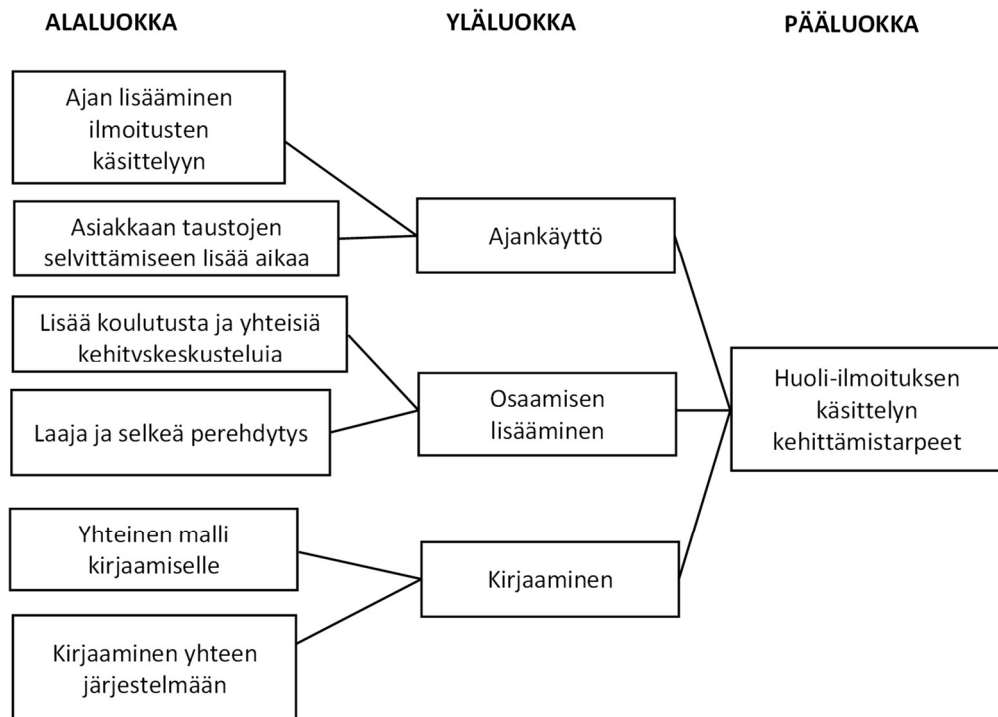 ALALUOKKA
YLÄLUOKKA
PÄÄLUOKKA
Ajan lisääminen
ilmoitusten
käsittelyyn
Asiakkaan taustojen
selvittämiseen lisää aikaa
Lisää koulutusta ja yhteisiä
kehityskeskusteluia
Laaja ja selkeä perehdytys
Yhteinen malli
kirjaamiselle
Kirjaaminen yhteen
järjestelmään
Ajankäyttö
Osaamisen
lisääminen
Kirjaaminen
Huoli-ilmoituksen
käsittelyn
kehittämistarpeet